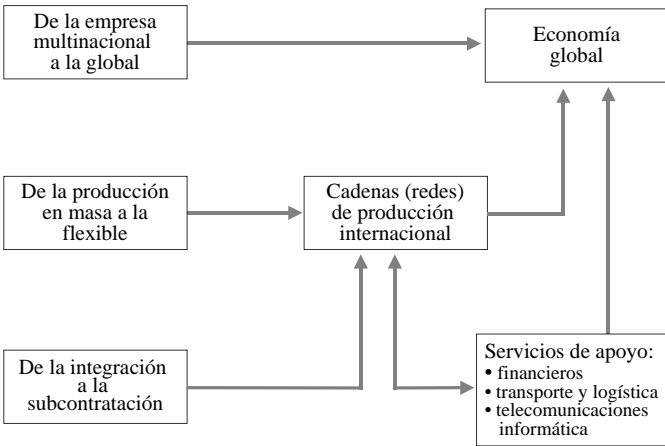 De la empresa
multinacional
a la global
Economía
global
De la producción
en masa a la
flexible
Cadenas (redes)
de producción
internacional
De la integración
a la
subcontratación
Servicios de apoyo:
• financieros
• transporte y logística
• telecomunicaciones
informática